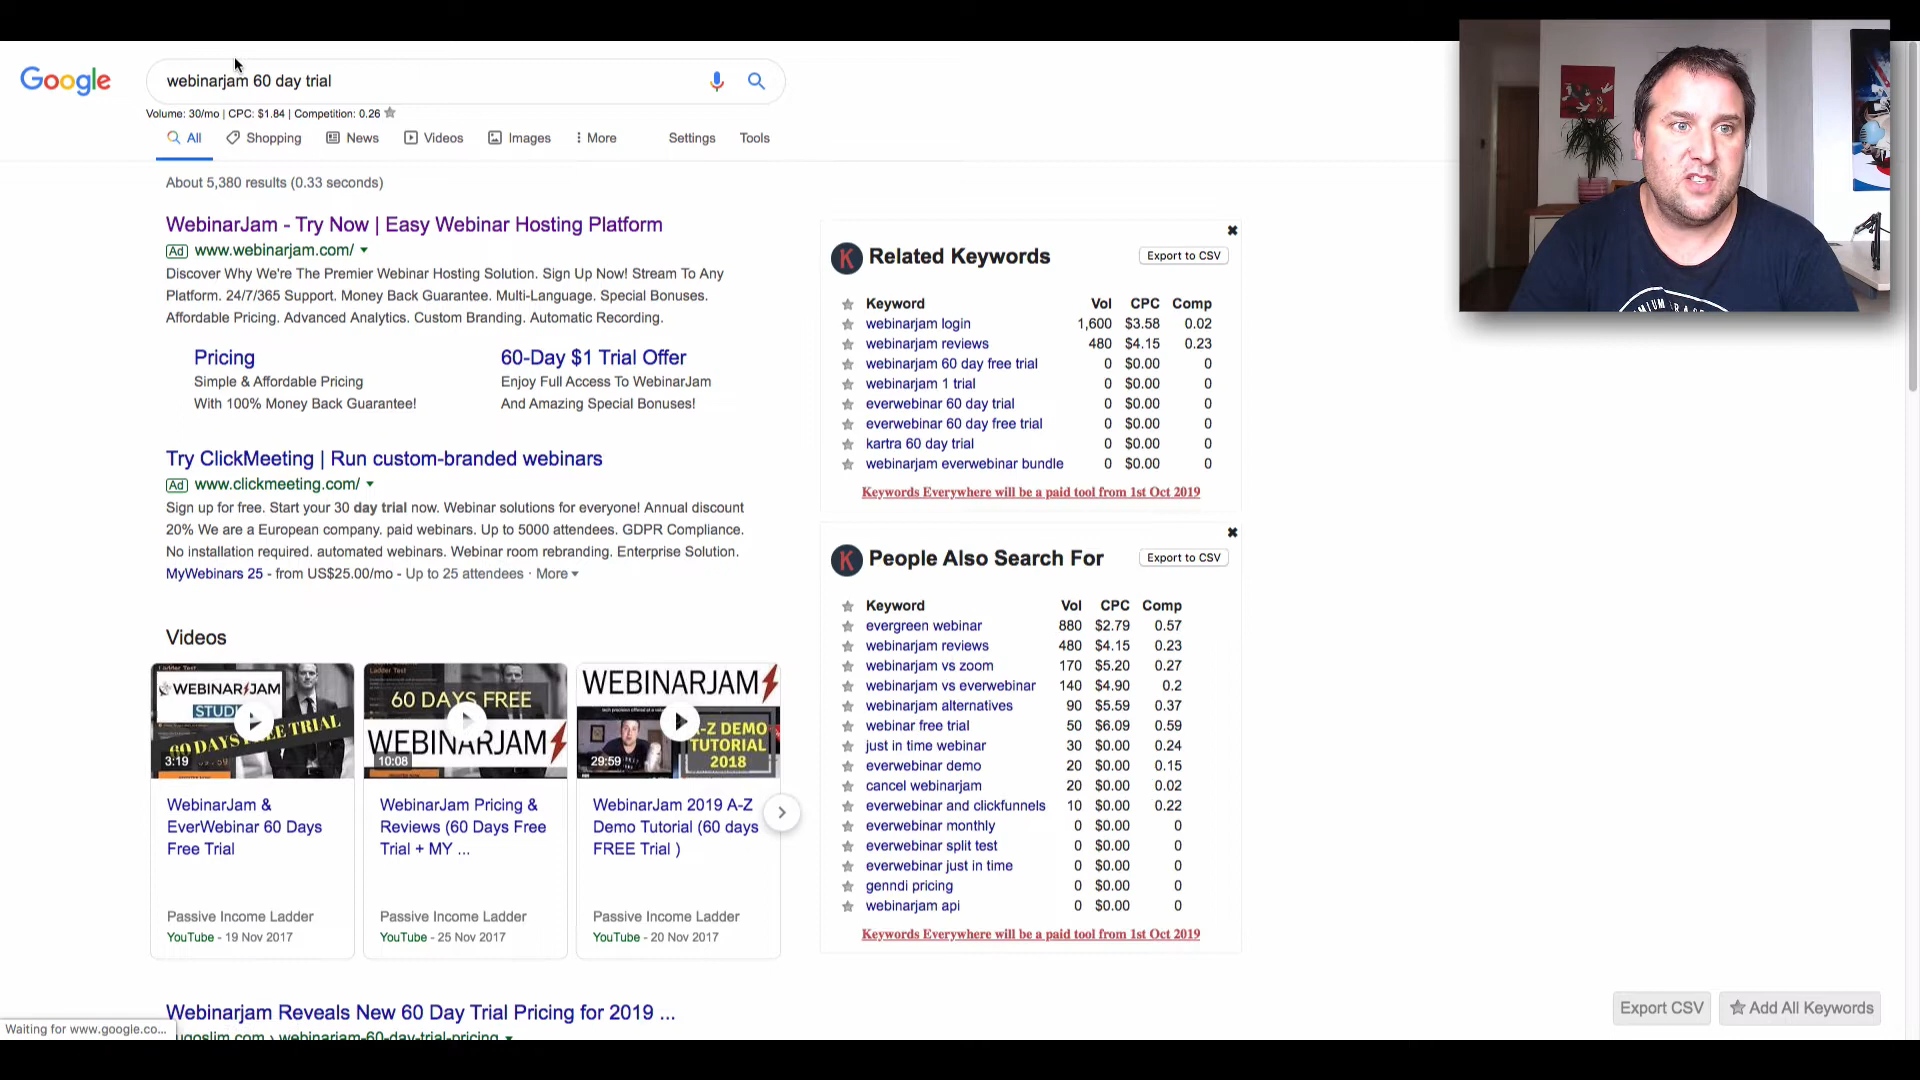 Google
webinarjam 60 day trial
Volume: 30/mo | CPC: $1.84 | Competition: 0.26
All
Shopping
News
Videos
Images
More
Settings
Tools
About 5,380 results (0.33 seconds)
WebinarJam - Try Now | Easy Webinar Hosting Platform
Ad www.webinarjam.com/
Discover Why We're The Premier Webinar Hosting Solution. Sign Up Now! Stream To Any
Platform. 24/7/365 Support. Money Back Guarantee. Multi-Language. Special Bonuses.
Affordable Pricing. Advanced Analytics. Custom Branding. Automatic Recording.
Pricing
Simple & Affordable Pricing
With 100% Money Back Guarantee!
60-Day $1 Trial Offer
Enjoy Full Access To WebinarJam
And Amazing Special Bonuses!
Try ClickMeeting | Run custom-branded webinars
Ad www.clickmeeting.com/
Sign up for free. Start your 30 day trial now. Webinar solutions for everyone! Annual discount
20% We are a European company. paid webinars. Up to 5000 attendees. GDPR Compliance.
No installation required. automated webinars. Webinar room rebranding. Enterprise Solution.
MyWebinars 25 - from US$25.00/mo - Up to 25 attendees · More
Videos
WEBINARJAM
STUDI
60 DAYS FREE TRIAL
3:19
WebinarJam &
EverWebinar 60 Days
Free Trial
Passive Income Ladder
YouTube - 19 Nov 2017
Ladder Test
60 DAYS FREE
WEBINARJAM
10:08
WebinarJam Pricing &
Reviews (60 Days Free
Trial + MY ...
Passive Income Ladder
YouTube - 25 Nov 2017
WEBINARJAM
A-Z DEMO
TUTORIAL
2018
29:59
WebinarJam 2019 A-Z
Demo Tutorial (60 days
FREE Trial )
Passive Income Ladder
YouTube - 20 Nov 2017
Webinarjam Reveals New 60 Day Trial Pricing for 2019 ...
ugoslim.com › webinarjam-60-day-trial-pricing
Waiting for www.google.co...
K Related Keywords
Export to CSV
Keyword Vol CPC Comp
webinarjam login 1,600 $3.58 0.02
webinarjam reviews 480 $4.15 0.23
webinarjam 60 day free trial 0 $0.00 0
webinarjam 1 trial 0 $0.00 0
everwebinar 60 day trial 0 $0.00 0
everwebinar 60 day free trial 0 $0.00 0
kartra 60 day trial 0 $0.00 0
webinarjam everwebinar bundle 0 $0.00 0
Keywords Everywhere will be a paid tool from 1st Oct 2019
K People Also Search For
Export to CSV
Keyword Vol CPC Comp
evergreen webinar 880 $2.79 0.57
webinarjam reviews 480 $4.15 0.23
webinarjam vs zoom 170 $5.20 0.27
webinarjam vs everwebinar 140 $4.90 0.2
webinarjam alternatives 90 $5.59 0.37
webinar free trial 50 $6.09 0.59
just in time webinar 30 $0.00 0.24
everwebinar demo 20 $0.00 0.15
cancel webinarjam 20 $0.00 0.02
everwebinar and clickfunnels 10 $0.00 0.22
everwebinar monthly 0 $0.00 0
everwebinar split test 0 $0.00 0
everwebinar just in time 0 $0.00 0
genndi pricing 0 $0.00 0
webinarjam api 0 $0.00 0
Keywords Everywhere will be a paid tool from 1st Oct 2019
Export CSV
Add All Keywords